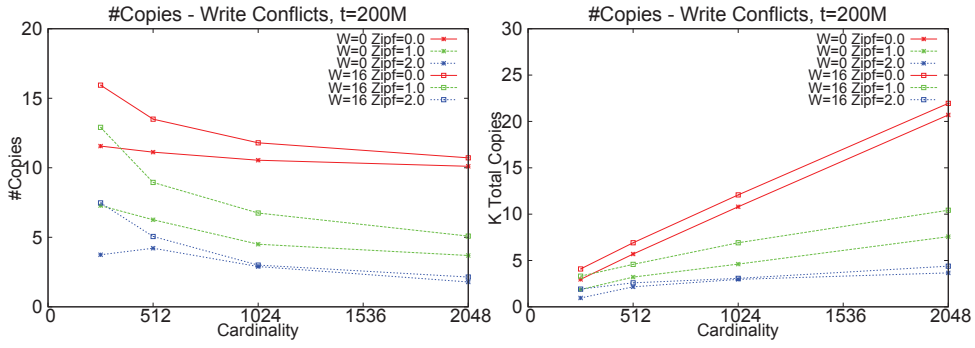 #Copies - Write Conflicts, t=200M
20
15
10
5
0
#Copies
W=0 Zipf=0.0
W=0 Zipf=1.0
W=0 Zipf=2.0
W=16 Zipf=0.0
W=16 Zipf=1.0
W=16 Zipf=2.0
0 512 1024 1536 2048
Cardinality
#Copies - Write Conflicts, t=200M
30
25
20
15
10
5
0
K Total Copies
W=0 Zipf=0.0
W=0 Zipf=1.0
W=0 Zipf=2.0
W=16 Zipf=0.0
W=16 Zipf=1.0
W=16 Zipf=2.0
0 512 1024 1536 2048
Cardinality